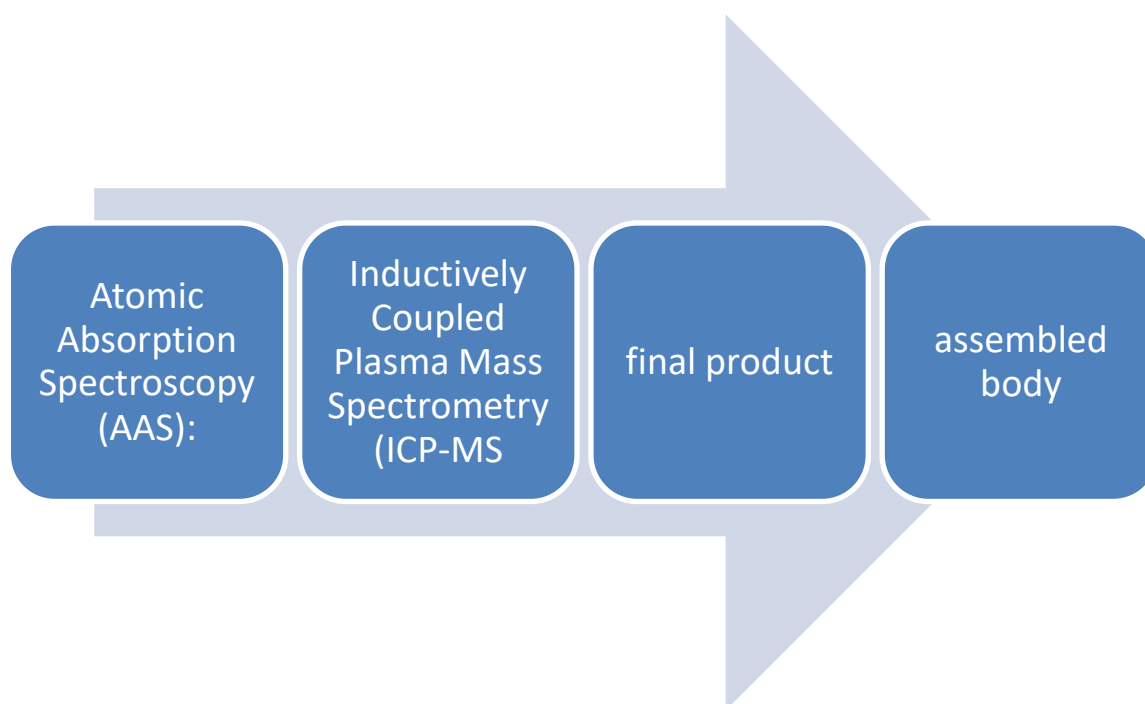 Atomic
Absorption
Spectroscopy
(AAS):
Inductively
Coupled
Plasma Mass
Spectrometry
(ICP-MS
final product
assembled
body